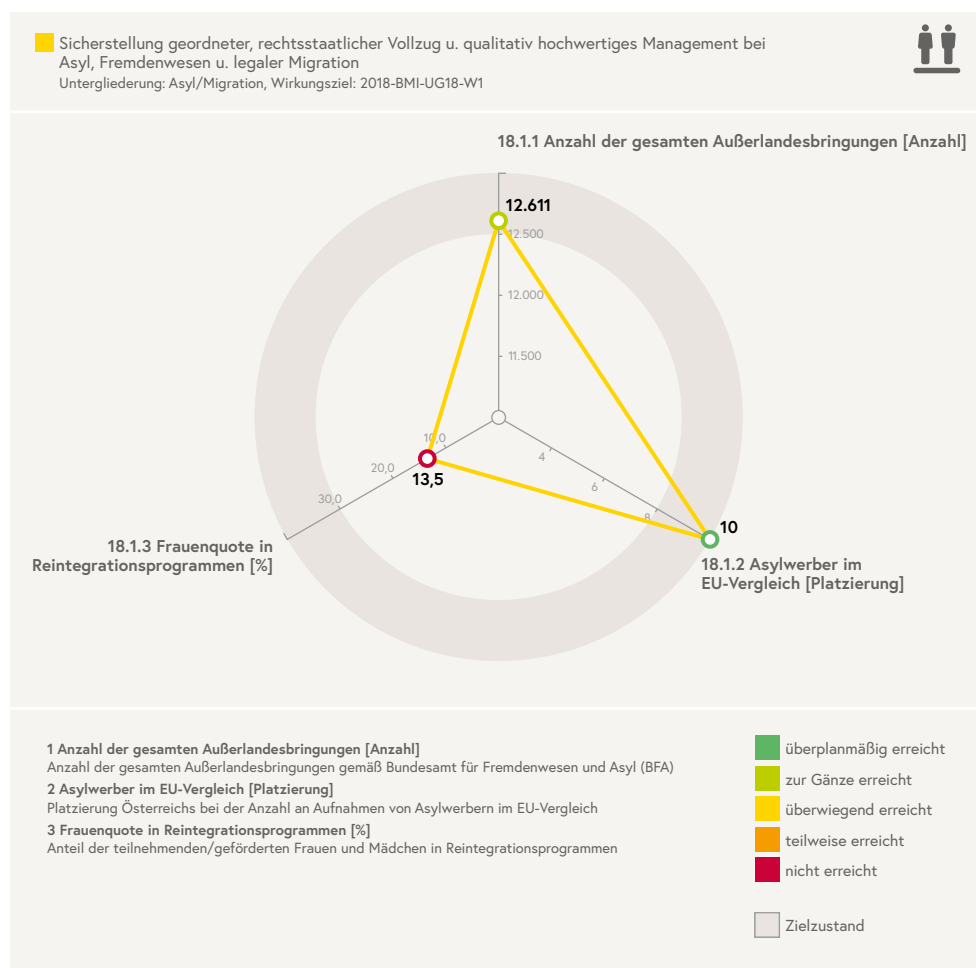 Sicherstellung geordneter, rechtsstaatlicher Vollzug u. qualitativ hochwertiges Management bei
Asyl, Fremdenwesen u. legaler Migration
Untergliederung: Asyl/Migration, Wirkungsziel: 2018-BMI-UG18-W1
18.1.1 Anzahl der gesamten Außerlandesbringungen [Anzahl]
12.611
12.500
12.000
11.500
10,0
20,0
30,0
13,5
4
6
8
10
18.1.3 Frauenquote in
Reintegrationsprogrammen [%]
18.1.2 Asylwerber im
EU-Vergleich [Platzierung]
1 Anzahl der gesamten Außerlandesbringungen [Anzahl]
Anzahl der gesamten Außerlandesbringungen gemäß Bundesamt für Fremdenwesen und Asyl (BFA)
2 Asylwerber im EU-Vergleich [Platzierung]
Platzierung Österreichs bei der Anzahl an Aufnahmen von Asylwerbern im EU-Vergleich
3 Frauenquote in Reintegrationsprogrammen [%]
Anteil der teilnehmenden/geförderten Frauen und Mädchen in Reintegrationsprogrammen
überplanmäßig erreicht
zur Gänze erreicht
überwiegend erreicht
teilweise erreicht
nicht erreicht
Zielzustand